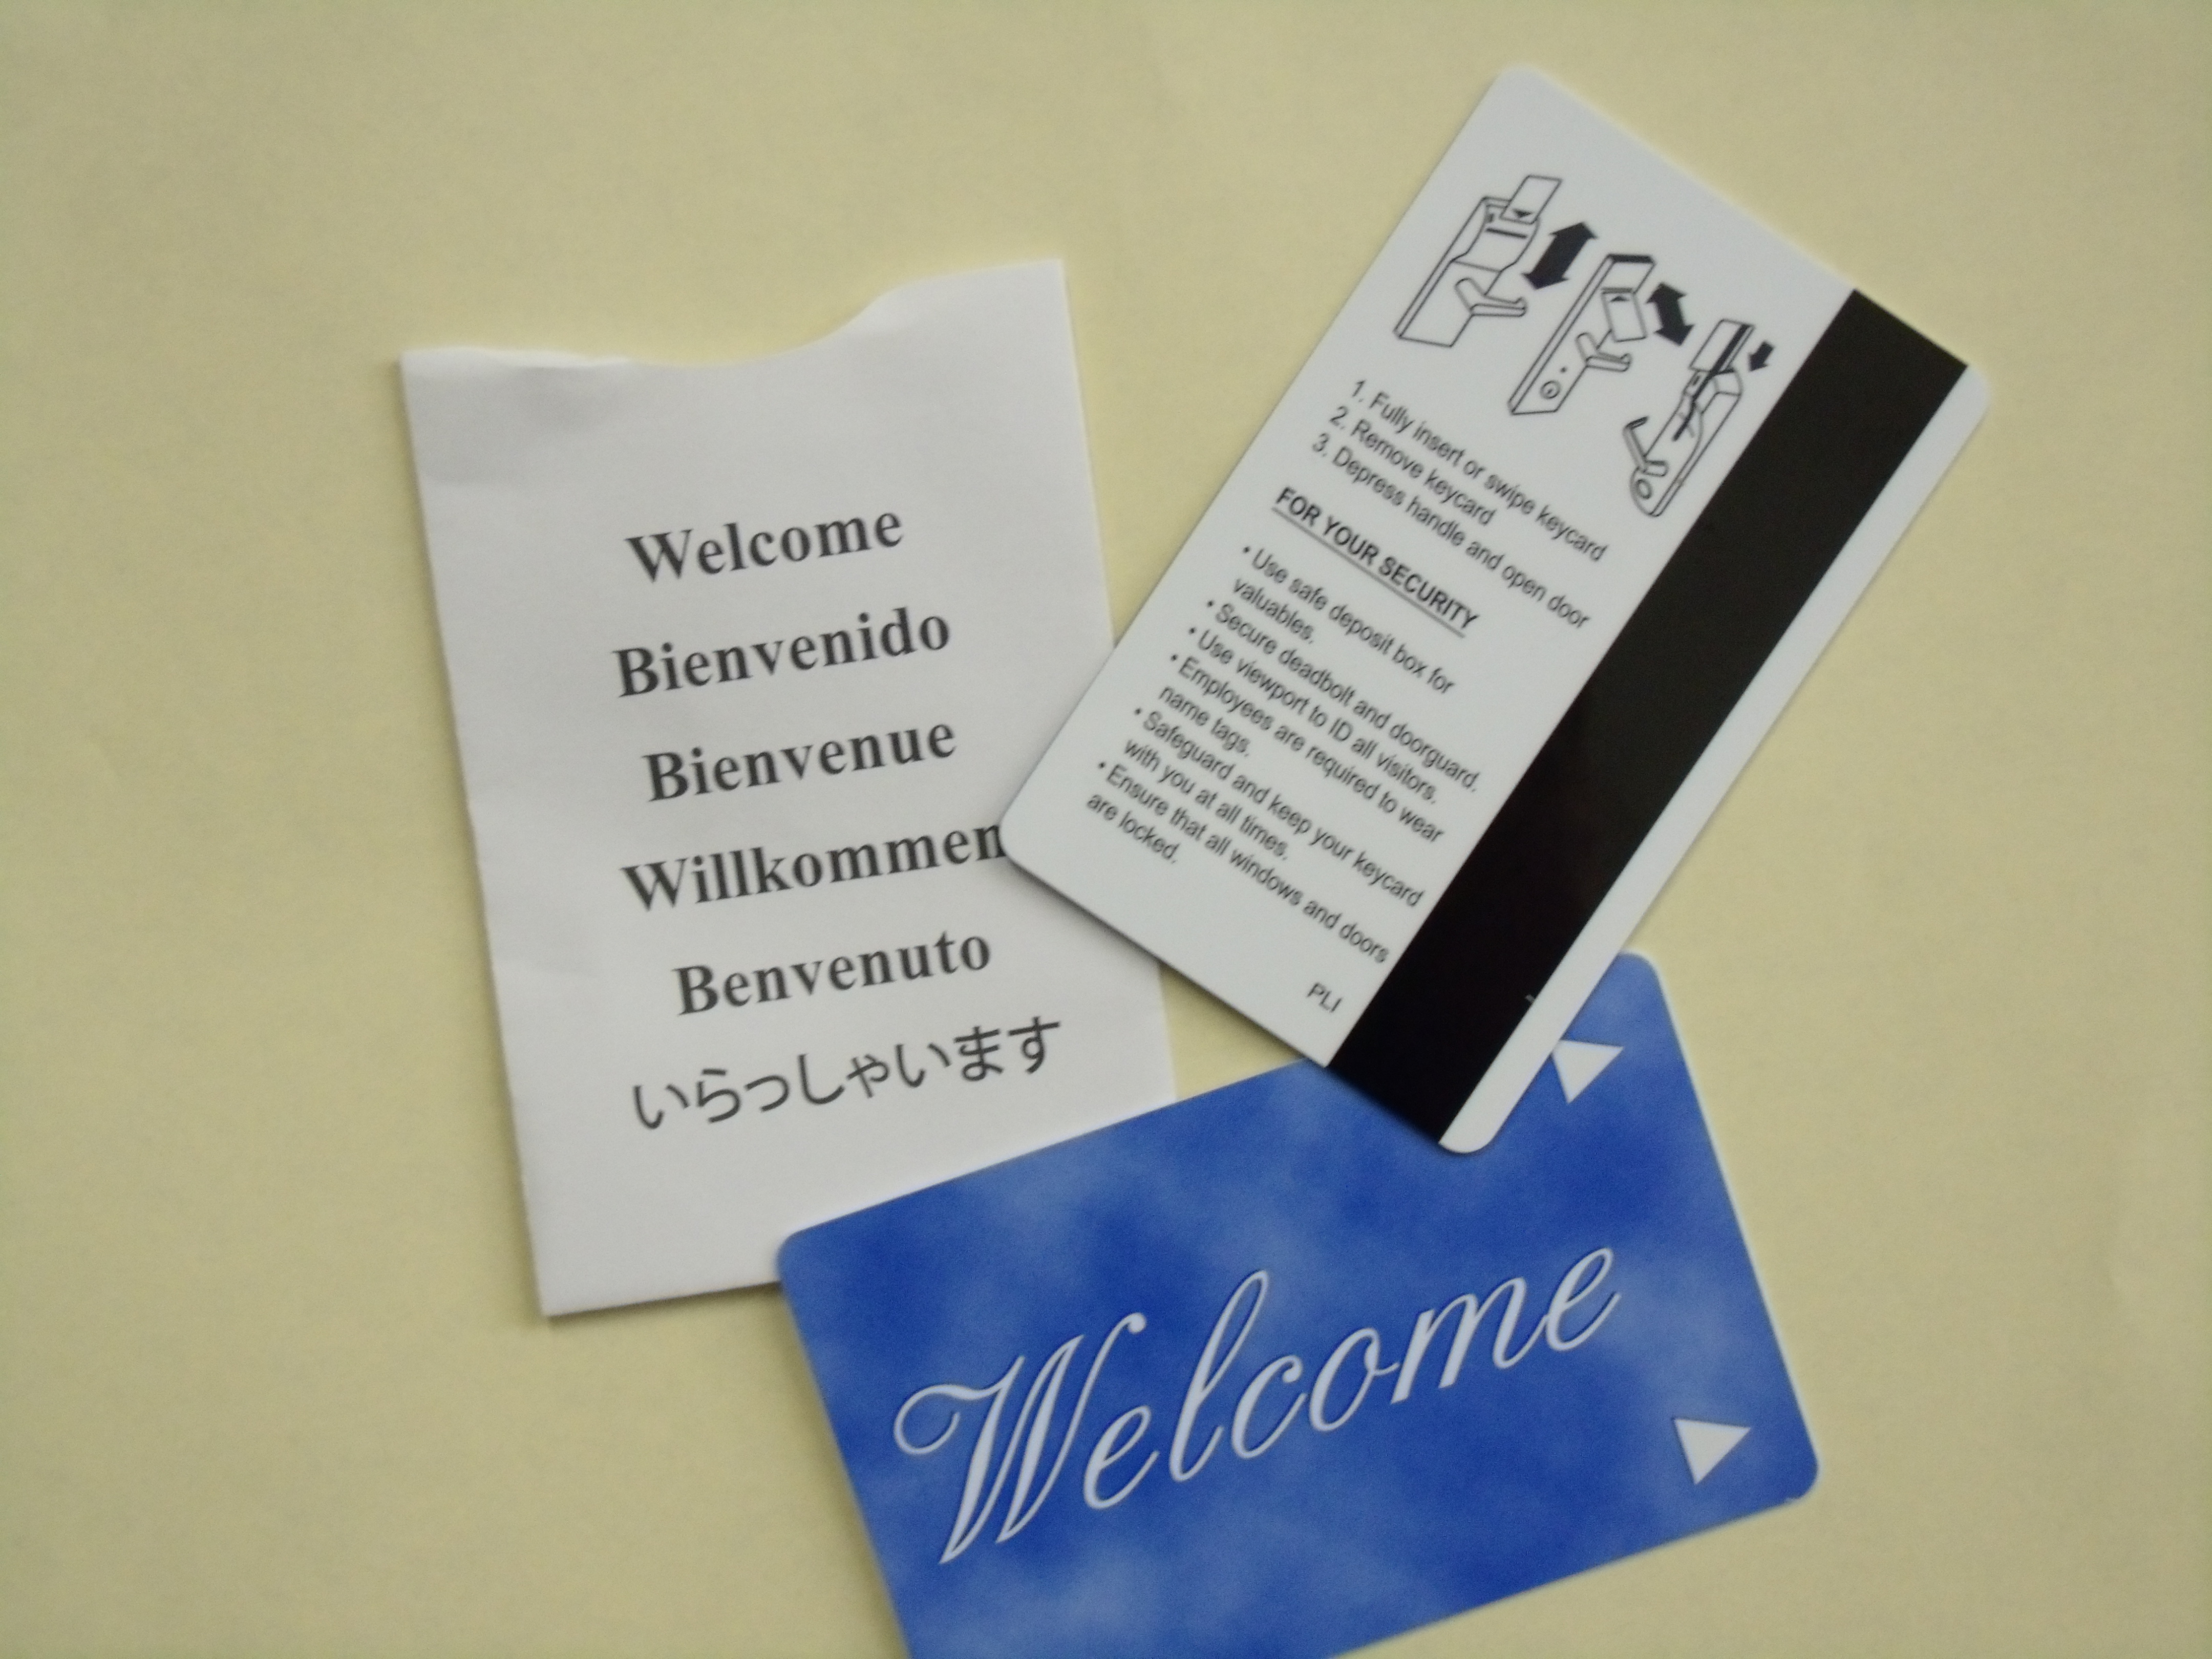 Welcome
Bienvenido
Bienvenue
Willkommen
Benvenuto
いらっしゃいます
1. Fully insert or swipe keycard
2. Remove keycard
3. Depress handle and open door
FOR YOUR SECURITY
• Use safe deposit box for
valuables.
• Secure deadbolt and doorguard.
• Use viewport to ID all visitors.
• Employees are required to wear
name tags.
• Safeguard and keep your keycard
with you at all times.
• Ensure that all windows and doors
are locked.
PLI
Welcome